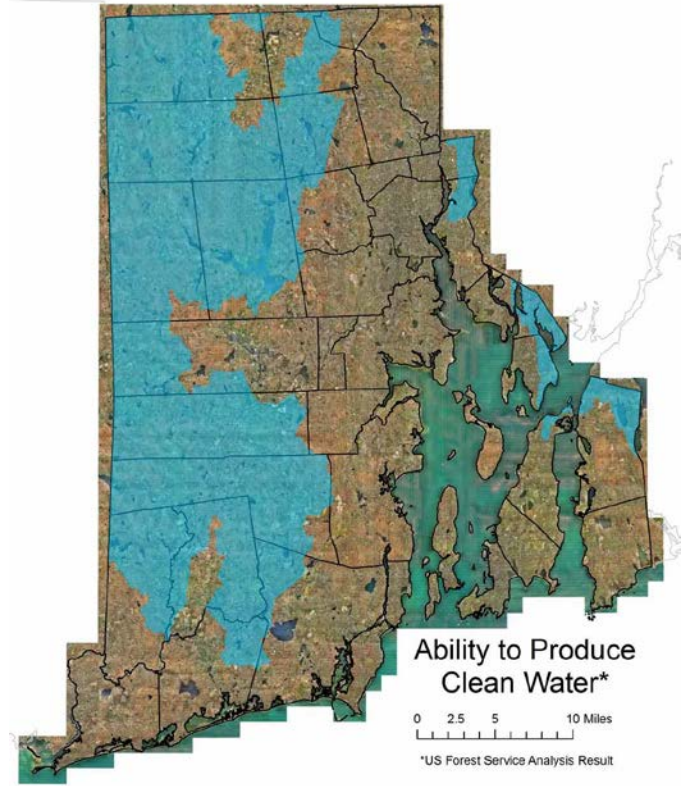 Ability to Produce
Clean Water*
0 2.5 5 10 Miles
*US Forest Service Analysis Result